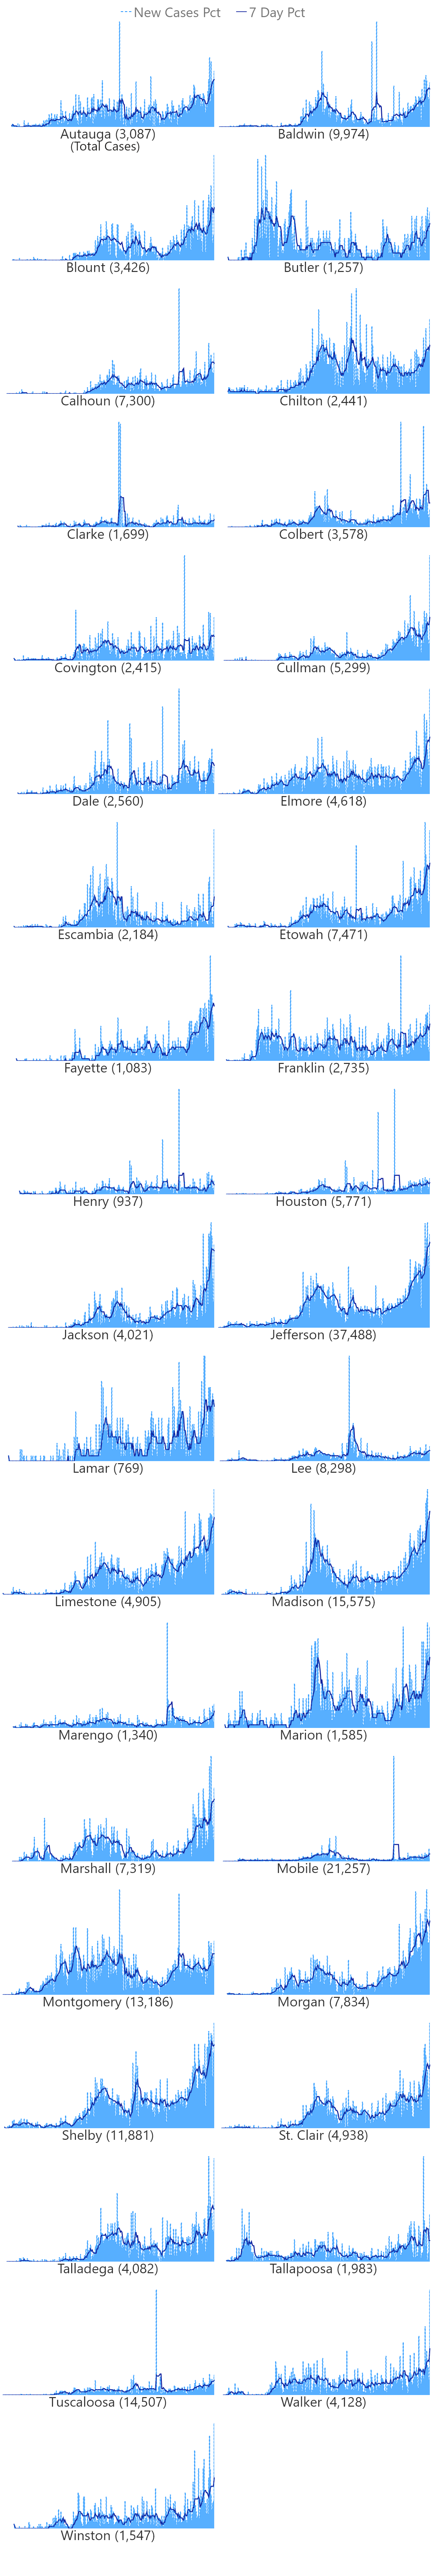 New Cases Pct 7 Day Pct
Autauga (3,087) Baldwin (9,974)
(Total Cases)
Blount (3,426) Butler (1,257)
Calhoun (7,300) Chilton (2,441)
Clarke (1,699) Colbert (3,578)
Covington (2,415) Cullman (5,299)
Dale (2,560) Elmore (4,618)
Escambia (2,184) Etowah (7,471)
Fayette (1,083) Franklin (2,735)
Henry (937) Houston (5,771)
Jackson (4,021) Jefferson (37,488)
Lamar (769) Lee (8,298)
Limestone (4,905) Madison (15,575)
Marengo (1,340) Marion (1,585)
Marshall (7,319) Mobile (21,257)
Montgomery (13,186) Morgan (7,834)
Shelby (11,881) St. Clair (4,938)
Talladega (4,082) Tallapoosa (1,983)
Tuscaloosa (14,507) Walker (4,128)
Winston (1,547)